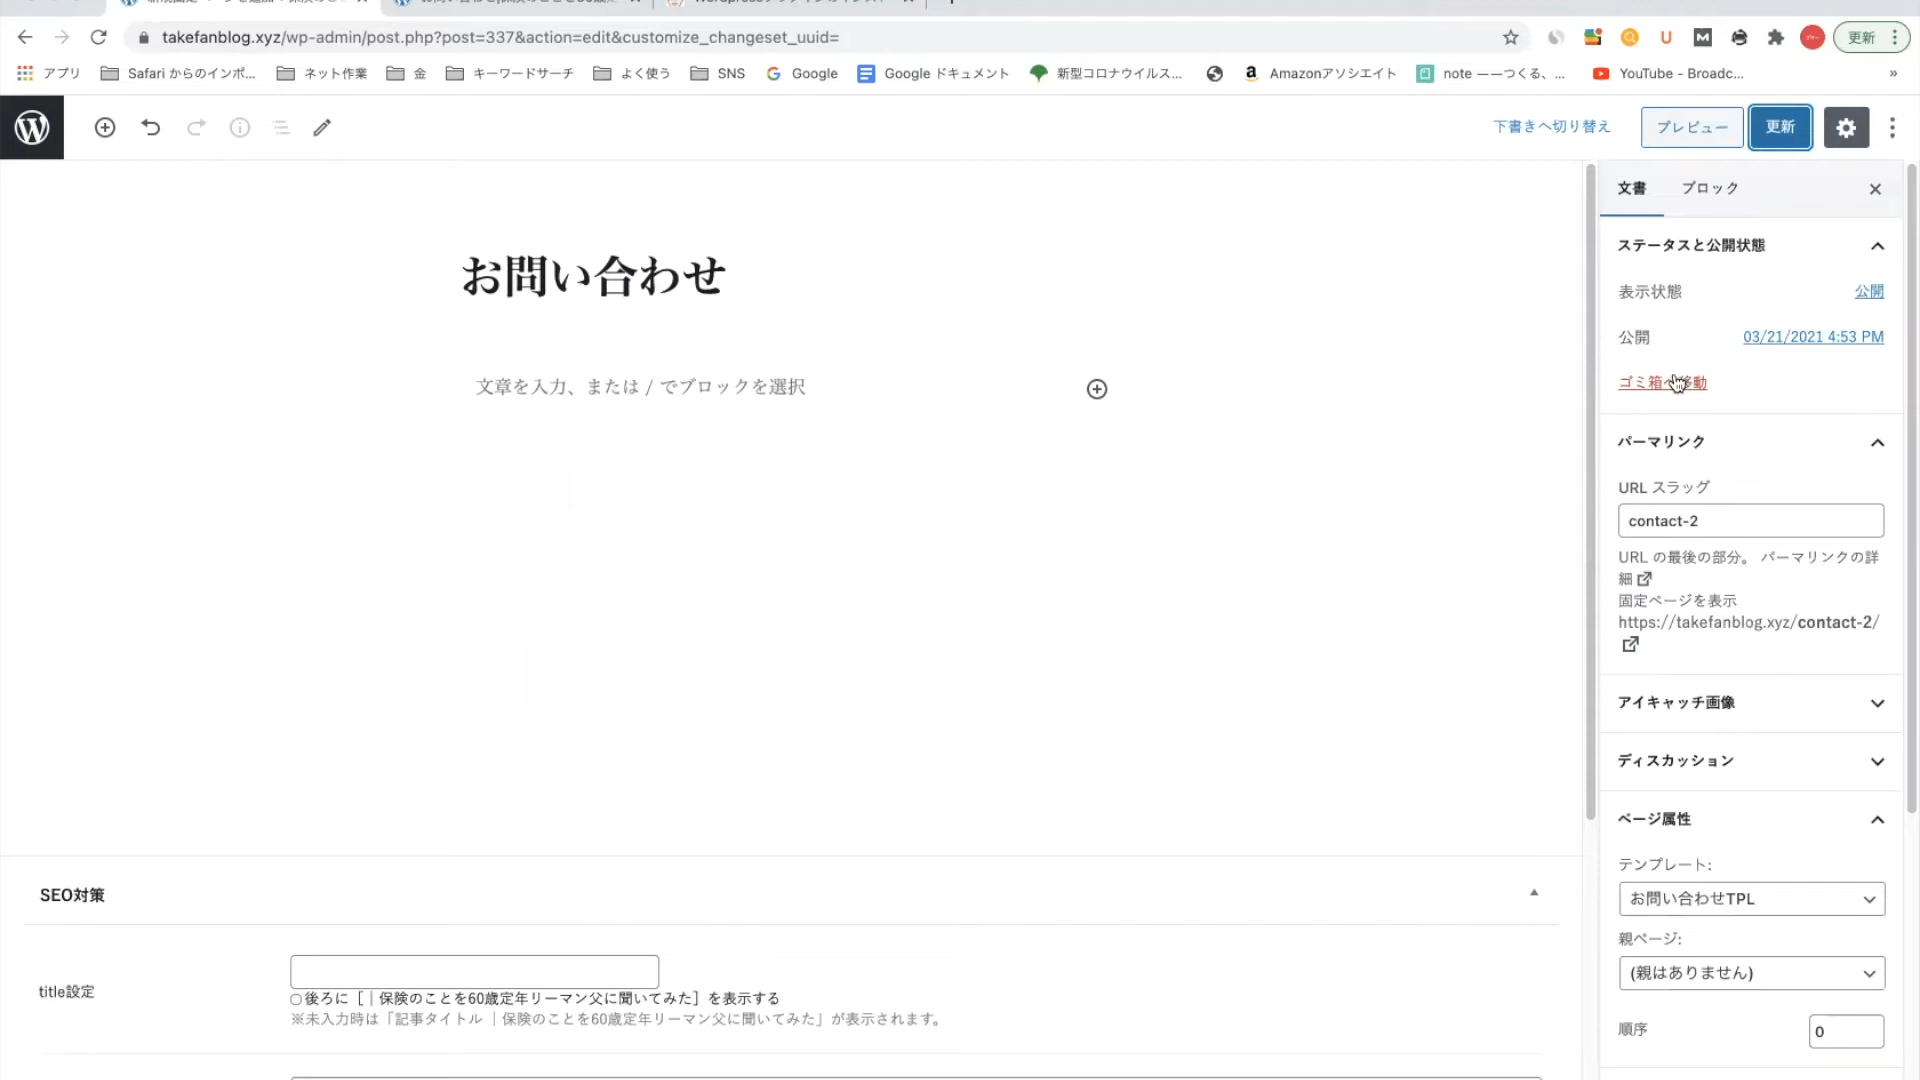 takefanblog.xyz/wp-admin/post.php?post=337&action=edit&customize_changeset_uuid=
更新
アプリ Safari からのインポ... ネット作業 金 キーワードサーチ よく使う SNS Google Google ドキュメント 新型コロナウイルス... Amazonアソシエイト note ——つくる、... YouTube - Broadc... »
下書きへ切り替え プレビュー 更新
文書 ブロック
お問い合わせ
文章を入力、または / でブロックを選択
ステータスと公開状態
表示状態 公開
公開 03/21/2021 4:53 PM
ゴミ箱へ移動
パーマリンク
URL スラッグ
contact-2
URL の最後の部分。 パーマリンクの詳
細
固定ページを表示
https://takefanblog.xyz/contact-2/
アイキャッチ画像
ディスカッション
ページ属性
テンプレート:
お問い合わせTPL
親ページ:
(親はありません)
順序 0
SEO対策
title設定
後ろに［｜保険のことを60歳定年リーマン父に聞いてみた］を表示する
※未入力時は「記事タイトル ｜保険のことを60歳定年リーマン父に聞いてみた」が表示されます。